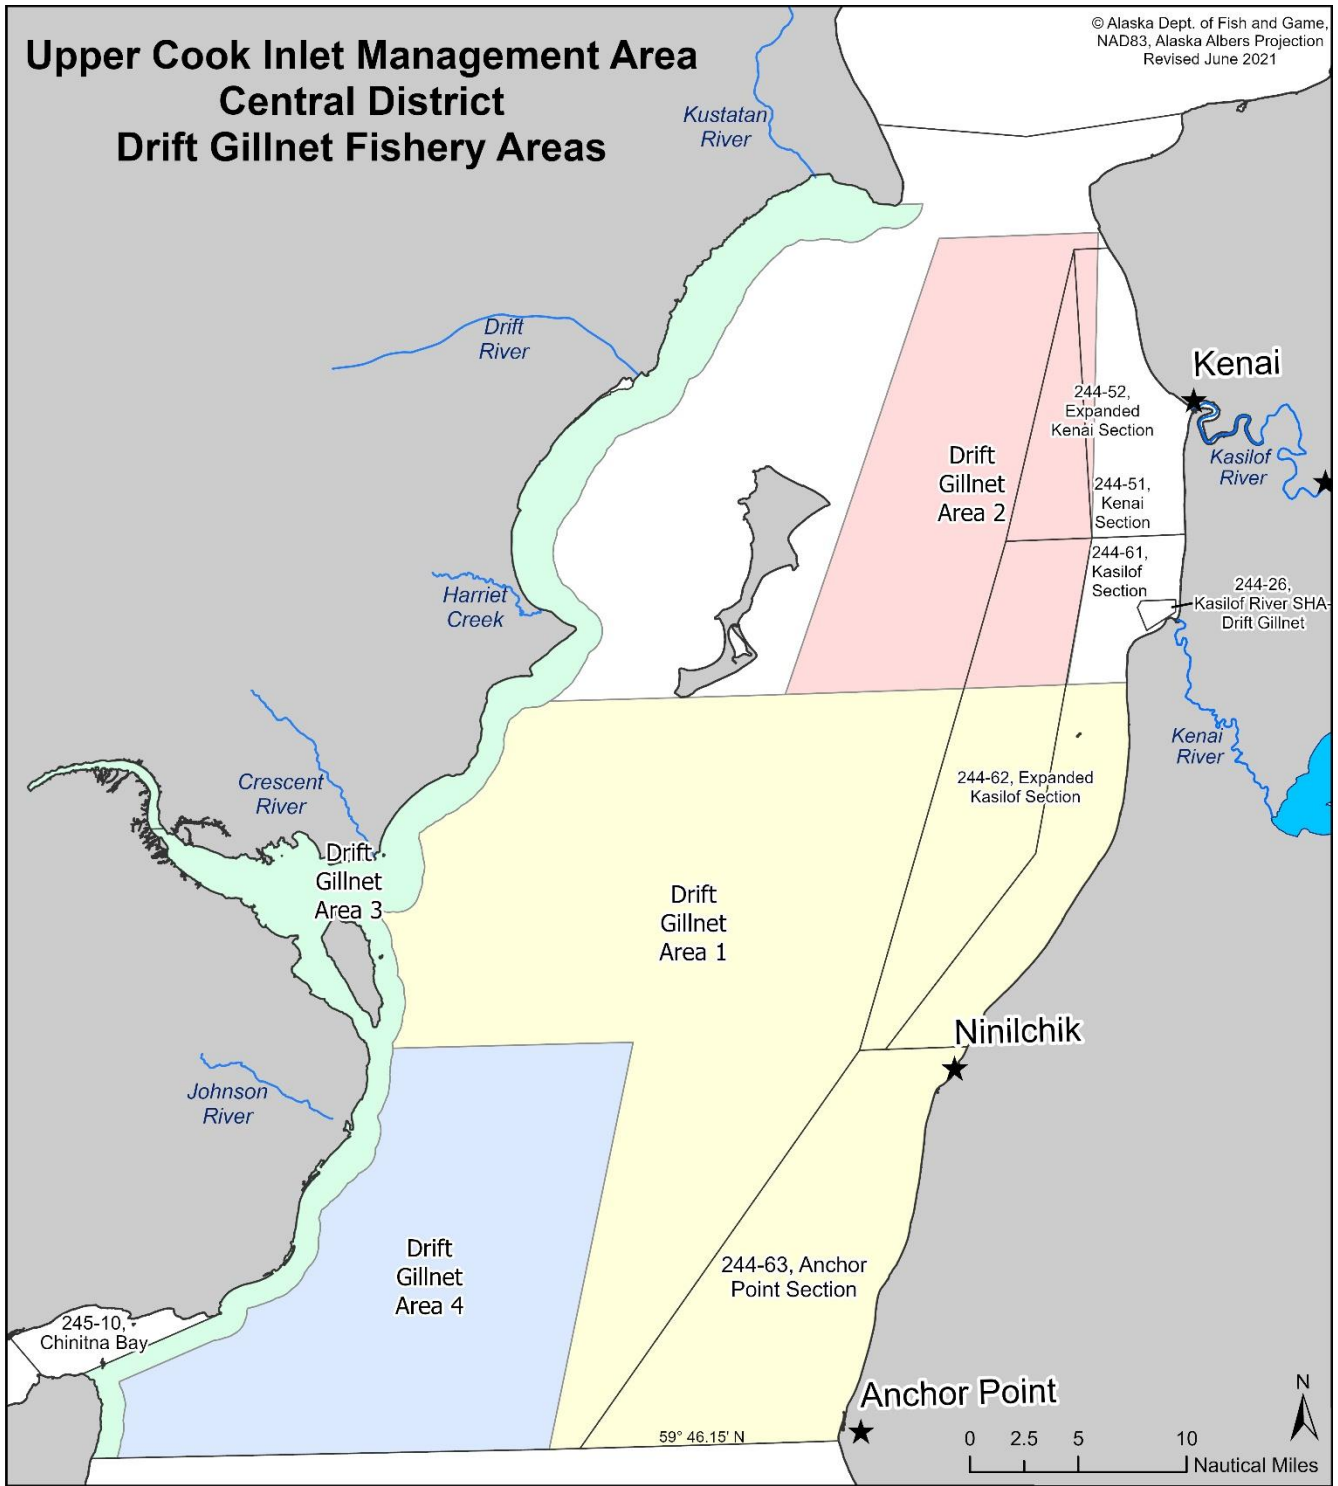 © Alaska Dept. of Fish and Game,
NAD83, Alaska Albers Projection
Revised June 2021
Upper Cook Inlet Management Area
Central District
Drift Gillnet Fishery Areas
Kustatan
River
Drift
River
Kenai
244-52,
Expanded
Kenai Section
Drift
Gillnet
Area 2
Kasilof
River
244-51,
Kenai
Section
244-61,
Kasilof
Section
244-26,
Kasilof River SHA-
Drift Gillnet
Harriet
Creek
Kenai
River
Crescent
River
244-62, Expanded
Kasilof Section
Drift
Gillnet
Area 3
Drift
Gillnet
Area 1
Ninilchik
Johnson
River
Drift
Gillnet
Area 4
244-63, Anchor
Point Section
245-10,
Chinitna Bay
Anchor Point
59° 46.15' N
N
0 2.5 5 10
Nautical Miles